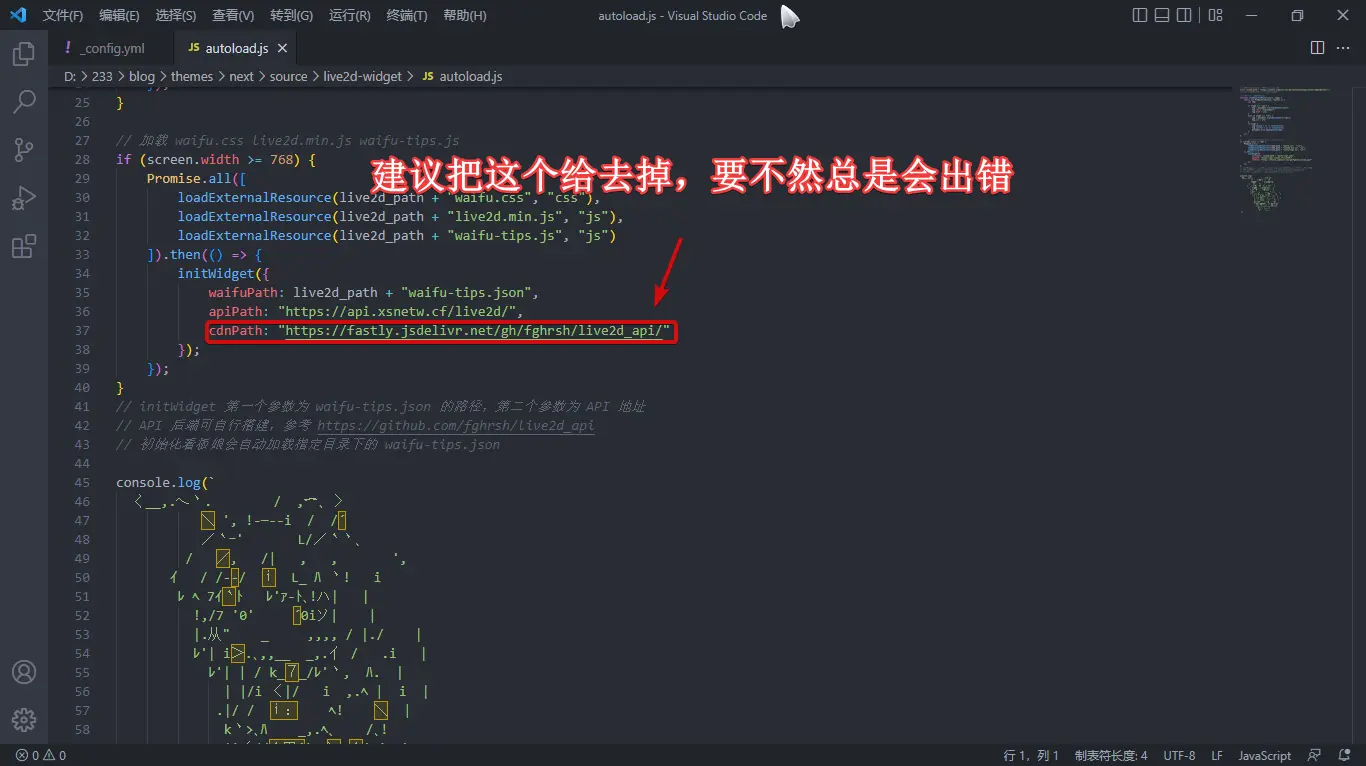 文件(F) 编辑(E) 选择(S) 查看(V) 转到(G) 运行(R) 终端(T) 帮助(H) autoload.js - Visual Studio Code
! _config.yml JS autoload.js
D: > 233 > blog > themes > next > source > live2d-widget > JS autoload.js
25 }
26
27 // 加载 waifu.css live2d.min.js waifu-tips.js
28 if (screen.width >= 768) {
建议把这个给去掉，要不然总是会出错
29 Promise.all([
30 loadExternalResource(live2d_path + "waifu.css", "css"),
31 loadExternalResource(live2d_path + "live2d.min.js", "js"),
32 loadExternalResource(live2d_path + "waifu-tips.js", "js")
33 ]).then(() => {
34 initWidget({
35 waifuPath: live2d_path + "waifu-tips.json",
36 apiPath: "https://api.xsnetw.cf/live2d/",
37 cdnPath: "https://fastly.jsdelivr.net/gh/fghrsh/live2d_api/"
38 });
39 });
40 }
41 // initWidget 第一个参数为 waifu-tips.json 的路径，第二个参数为 API 地址
42 // API 后端可自行搭建，参考 https://github.com/fghrsh/live2d_api
43 // 初始化看板娘会自动加载指定目录下的 waifu-tips.json
44
45 console.log(`
46
47
48
49
50
51
52
53
54
55
56
57
58
0 0 行 1，列 1 制表符长度: 4 UTF-8 LF JavaScript